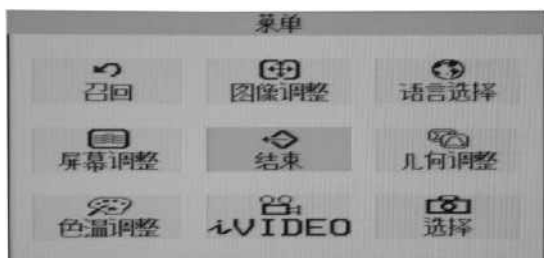 菜单
召回
图像调整
语言选择
屏幕调整
结束
几何调整
色温调整
iVIDEO
选择